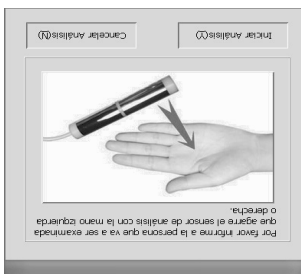 Por favor informe a la persona que va a ser examinada
que agarre el sensor de análisis con la mano izquierda
o derecha.
Iniciar Análisis(Y)
Cancelar Análisis(N)